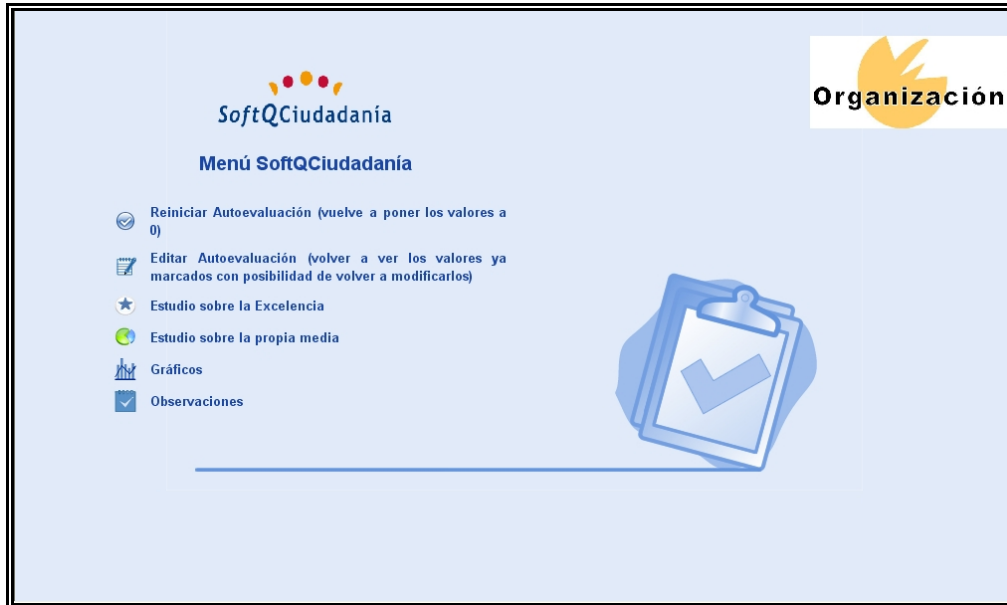 SoftQCiudadanía
Organización
Menú SoftQCiudadanía
Reiniciar Autoevaluación (vuelve a poner los valores a
0)
Editar Autoevaluación (volver a ver los valores ya
marcados con posibilidad de volver a modificarlos)
Estudio sobre la Excelencia
Estudio sobre la propia media
Gráficos
Observaciones